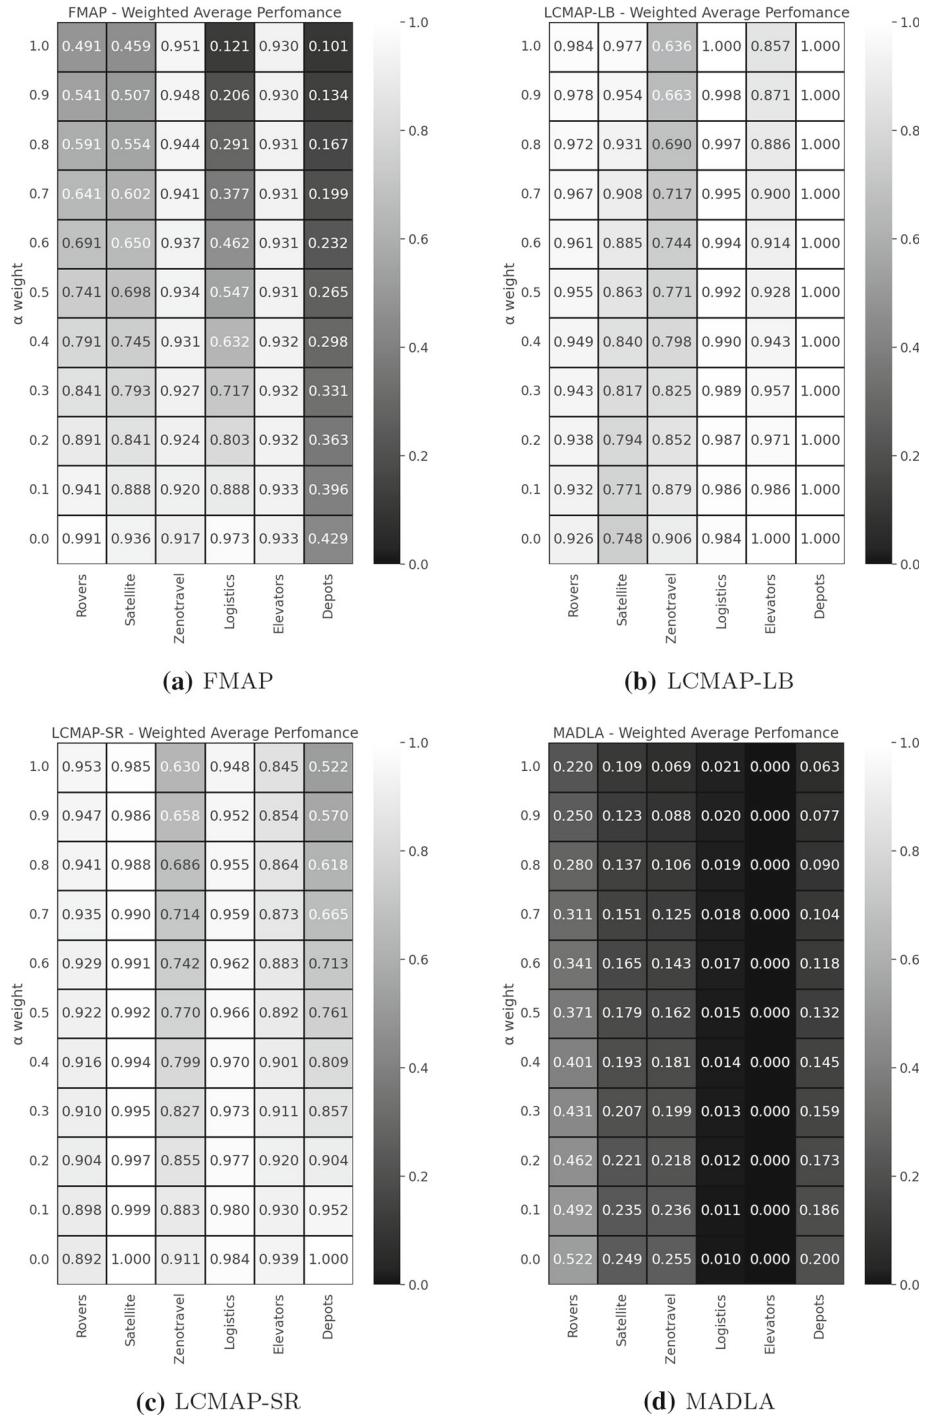 FMAP - Weighted Average Perfomance
1.0 0.491 0.459 0.951 0.121 0.930 0.101
0.9 0.541 0.507 0.948 0.206 0.930 0.134
0.8 0.591 0.554 0.944 0.291 0.931 0.167
0.7 0.641 0.602 0.941 0.377 0.931 0.199
0.6 0.691 0.650 0.937 0.462 0.931 0.232
0.5 0.741 0.698 0.934 0.547 0.931 0.265
0.4 0.791 0.745 0.931 0.632 0.932 0.298
0.3 0.841 0.793 0.927 0.717 0.932 0.331
0.2 0.891 0.841 0.924 0.803 0.932 0.363
0.1 0.941 0.888 0.920 0.888 0.933 0.396
0.0 0.991 0.936 0.917 0.973 0.933 0.429
α weight
Rovers Satellite Zenotravel Logistics Elevators Depots
1.0
0.8
0.6
0.4
0.2
0.0
(a) FMAP
LCMAP-LB - Weighted Average Perfomance
1.0 0.984 0.977 0.636 1.000 0.857 1.000
0.9 0.978 0.954 0.663 0.998 0.871 1.000
0.8 0.972 0.931 0.690 0.997 0.886 1.000
0.7 0.967 0.908 0.717 0.995 0.900 1.000
0.6 0.961 0.885 0.744 0.994 0.914 1.000
0.5 0.955 0.863 0.771 0.992 0.928 1.000
0.4 0.949 0.840 0.798 0.990 0.943 1.000
0.3 0.943 0.817 0.825 0.989 0.957 1.000
0.2 0.938 0.794 0.852 0.987 0.971 1.000
0.1 0.932 0.771 0.879 0.986 0.986 1.000
0.0 0.926 0.748 0.906 0.984 1.000 1.000
α weight
Rovers Satellite Zenotravel Logistics Elevators Depots
1.0
0.8
0.6
0.4
0.2
0.0
(b) LCMAP-LB
LCMAP-SR - Weighted Average Perfomance
1.0 0.953 0.985 0.630 0.948 0.845 0.522
0.9 0.947 0.986 0.658 0.952 0.854 0.570
0.8 0.941 0.988 0.686 0.955 0.864 0.618
0.7 0.935 0.990 0.714 0.959 0.873 0.665
0.6 0.929 0.991 0.742 0.962 0.883 0.713
0.5 0.922 0.992 0.770 0.966 0.892 0.761
0.4 0.916 0.994 0.799 0.970 0.901 0.809
0.3 0.910 0.995 0.827 0.973 0.911 0.857
0.2 0.904 0.997 0.855 0.977 0.920 0.904
0.1 0.898 0.999 0.883 0.980 0.930 0.952
0.0 0.892 1.000 0.911 0.984 0.939 1.000
α weight
Rovers Satellite Zenotravel Logistics Elevators Depots
1.0
0.8
0.6
0.4
0.2
0.0
(c) LCMAP-SR
MADLA - Weighted Average Perfomance
1.0 0.220 0.109 0.069 0.021 0.000 0.063
0.9 0.250 0.123 0.088 0.020 0.000 0.077
0.8 0.280 0.137 0.106 0.019 0.000 0.090
0.7 0.311 0.151 0.125 0.018 0.000 0.104
0.6 0.341 0.165 0.143 0.017 0.000 0.118
0.5 0.371 0.179 0.162 0.015 0.000 0.132
0.4 0.401 0.193 0.181 0.014 0.000 0.145
0.3 0.431 0.207 0.199 0.013 0.000 0.159
0.2 0.462 0.221 0.218 0.012 0.000 0.173
0.1 0.492 0.235 0.236 0.011 0.000 0.186
0.0 0.522 0.249 0.255 0.010 0.000 0.200
α weight
Rovers Satellite Zenotravel Logistics Elevators Depots
1.0
0.8
0.6
0.4
0.2
0.0
(d) MADLA